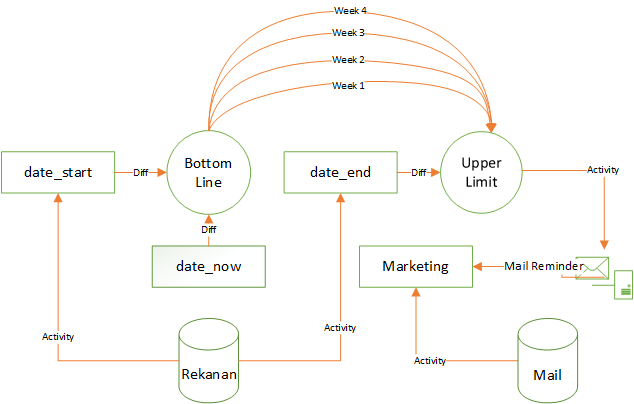 Week 4
Week 3
Week 2
Week 1
date_start
Diff
Bottom
Line
date_end
Diff
Upper
Limit
Activity
Diff
date_now
Marketing
Mail Reminder
Activity
Activity
Rekanan
Activity
Mail